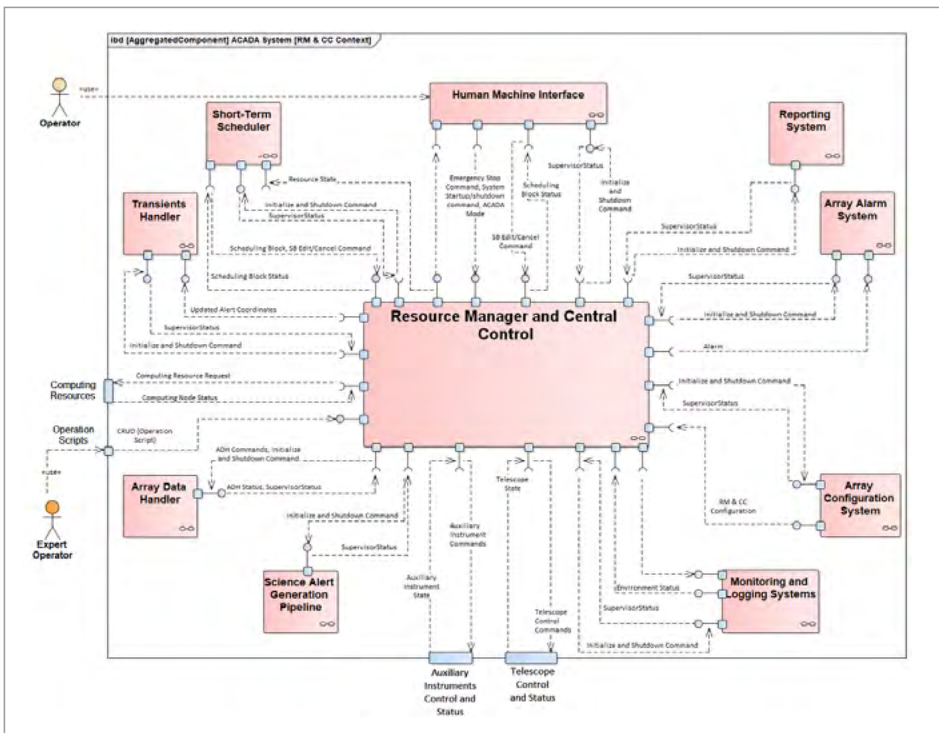 ibd [AggregatedComponent] ACADA System [RM & CC Context]
«use»
Operator
Human Machine Interface
Short-Term
Scheduler
Reporting
System
Transients
Handler
Array Alarm
System
Resource State
Emergency Stop
Command, System
Startup/shutdown
command, ACADA
Mode
Scheduling
Block Status
SupervisorStatus
Initialize
and
Shutdown
Command
Initialize and Shutdown Command
SupervisorStatus
SB Edit/Cancel
Command
SupervisorStatus
Initialize and Shutdown Command
Scheduling Block, SB Edit/Cancel Command
Scheduling Block Status
SupervisorStatus
Initialize and Shutdown Command
Updated Alert Coordinates
SupervisorStatus
Initialize and Shutdown Command
Resource Manager and Central
Control
Alarm
Computing Resource Request
Computing Node Status
Computing
Resources
Initialize and Shutdown Command
SupervisorStatus
Operation
Scripts
CRUD (Operation
Script)
«use»
Expert
Operator
ADH Commands, Initialize
and Shutdown Command
ADH Status, SupervisorStatus
Array Data
Handler
Telescope
State
RM & CC
Configuration
Array
Configuration
System
Initialize and Shutdown Command
SupervisorStatus
Auxiliary
Instrument
Commands
Science Alert
Generation
Pipeline
Auxiliary
Instrument
State
Telescope
Control
Commands
Environment Status
SupervisorStatus
Initialize and Shutdown Command
Monitoring and
Logging Systems
Auxiliary
Instruments
Control and
Status
Telescope
Control
and Status